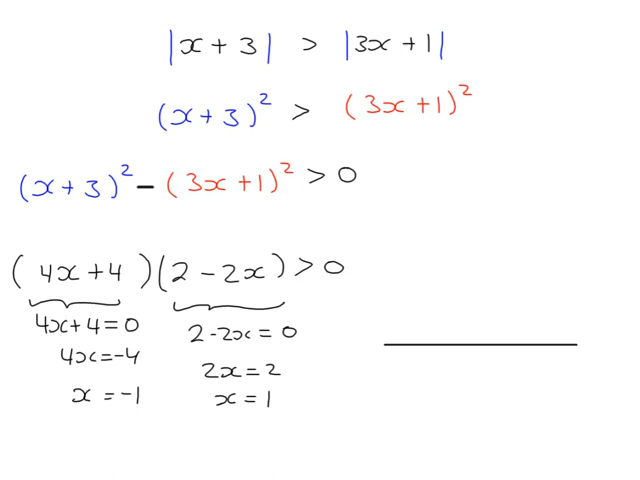 |x + 3| > |3x + 1|
(x + 3)² > (3x + 1)²
(x + 3)² - (3x + 1)² > 0
(4x + 4)(2 - 2x) > 0
4x + 4 = 0
4x = -4
x = -1
2 - 2x = 0
2x = 2
x = 1